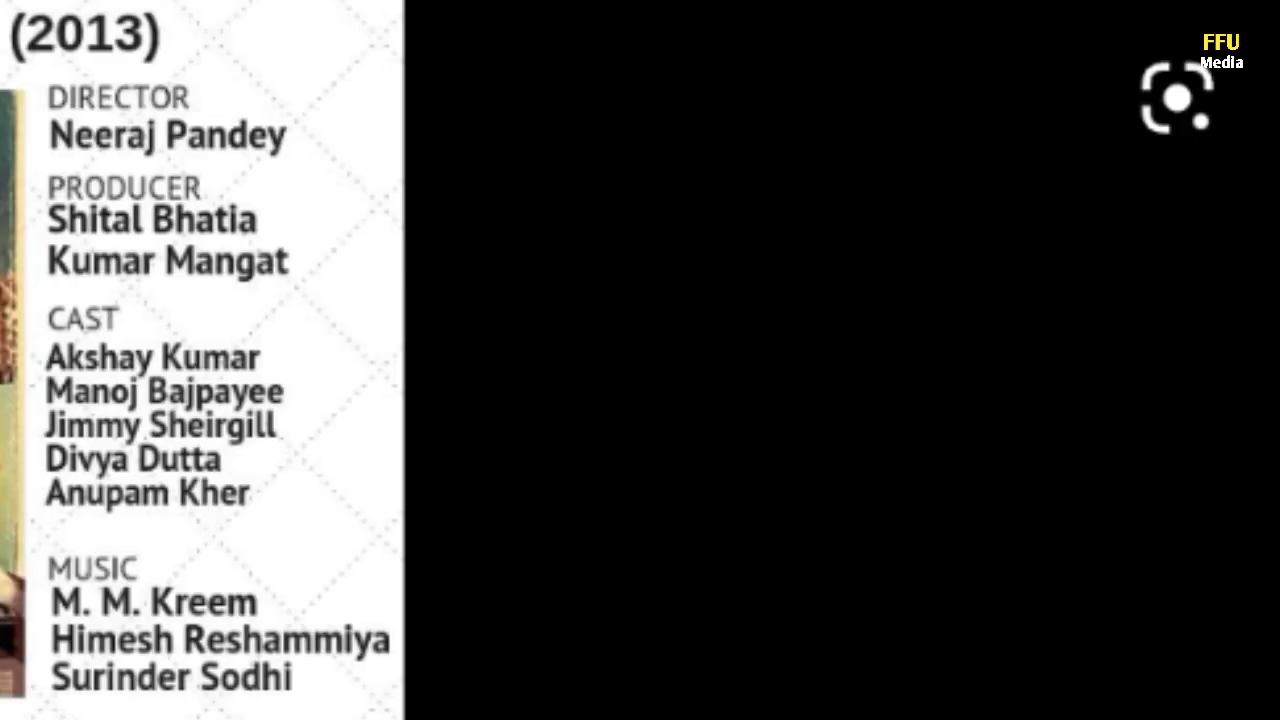 (2013)
DIRECTOR
Neeraj Pandey
PRODUCER
Shital Bhatia
Kumar Mangat
CAST
Akshay Kumar
Manoj Bajpayee
Jimmy Sheirgill
Divya Dutta
Anupam Kher
MUSIC
M. M. Kreem
Himesh Reshammiya
Surinder Sodhi
FFU
Media